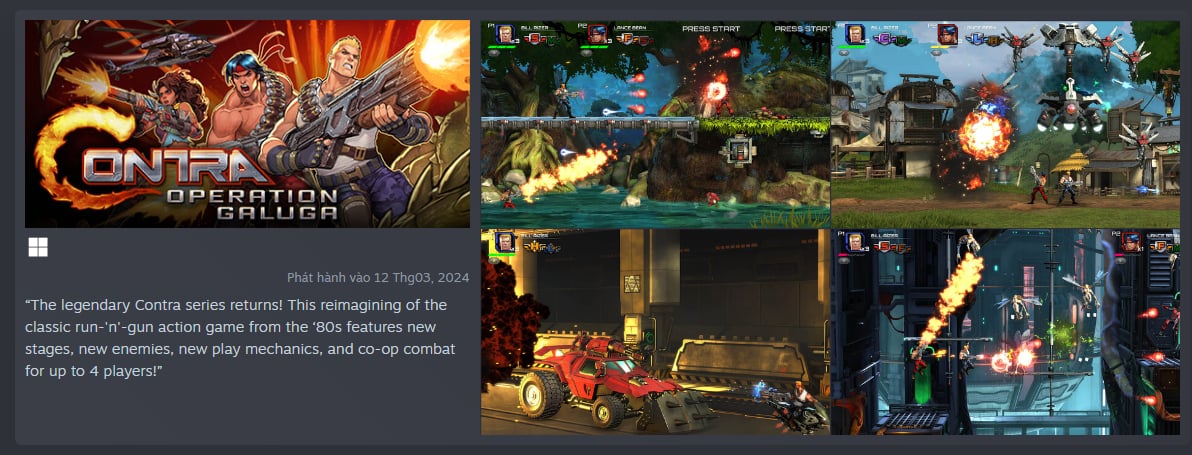 CONTRA
OPERATION
GALUGA
Phát hành vào 12 Thg03, 2024
“The legendary Contra series returns! This reimagining of the
classic run-'n'-gun action game from the ‘80s features new
stages, new enemies, new play mechanics, and co-op combat
for up to 4 players!”
P1 BILL RIZER
P2 LANCE BEAN
PRESS START
PRESS START
P1 BILL RIZER
P2 LANCE BEAN
P1 BILL RIZER
P1 BILL RIZER
P2 LANCE BEAN